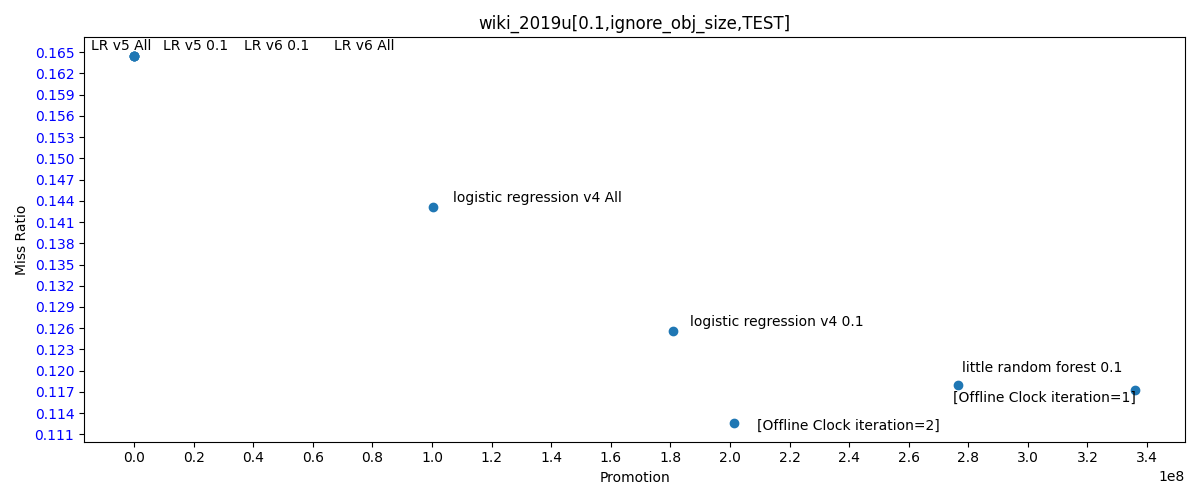 wiki_2019u[0.1,ignore_obj_size,TEST]
LR v5 All LR v5 0.1 LR v6 0.1 LR v6 All
0.165
0.162
0.159
0.156
0.153
0.150
0.147
0.144
0.141
0.138
0.135
0.132
0.129
0.126
0.123
0.120
0.117
0.114
0.111
Miss Ratio
logistic regression v4 All
logistic regression v4 0.1
little random forest 0.1
[Offline Clock iteration=1]
[Offline Clock iteration=2]
0.0 0.2 0.4 0.6 0.8 1.0 1.2 1.4 1.6 1.8 2.0 2.2 2.4 2.6 2.8 3.0 3.2 3.4
1e8
Promotion